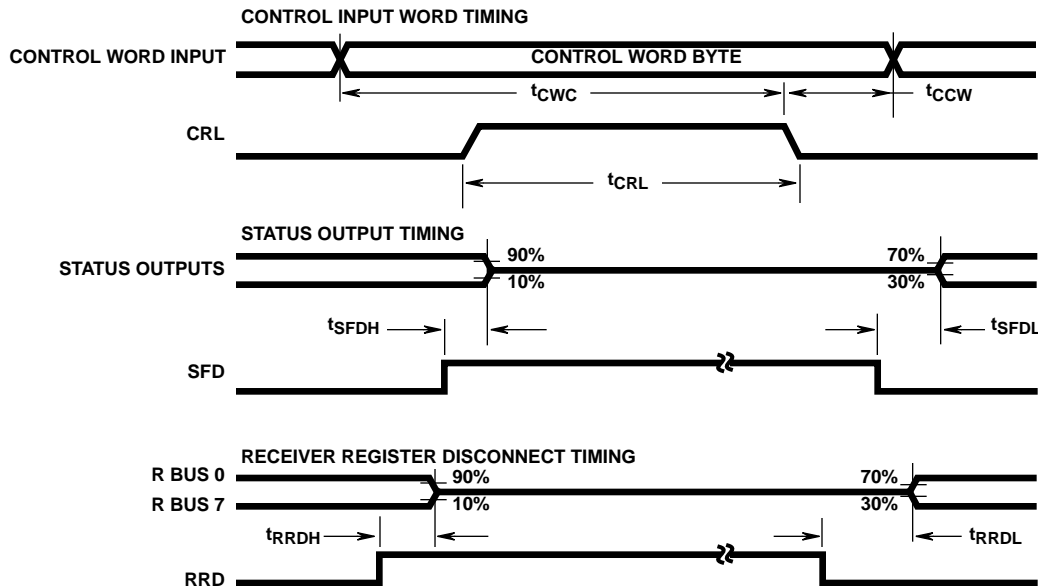 CONTROL INPUT WORD TIMING
CONTROL WORD INPUT
CONTROL WORD BYTE
tCWC
tCCW
CRL
tCRL
STATUS OUTPUT TIMING
STATUS OUTPUTS
90%
70%
10%
30%
tSFDH
tSFDL
SFD
RECEIVER REGISTER DISCONNECT TIMING
R BUS 0
90%
70%
R BUS 7
10%
30%
tRRDH
tRRDL
RRD